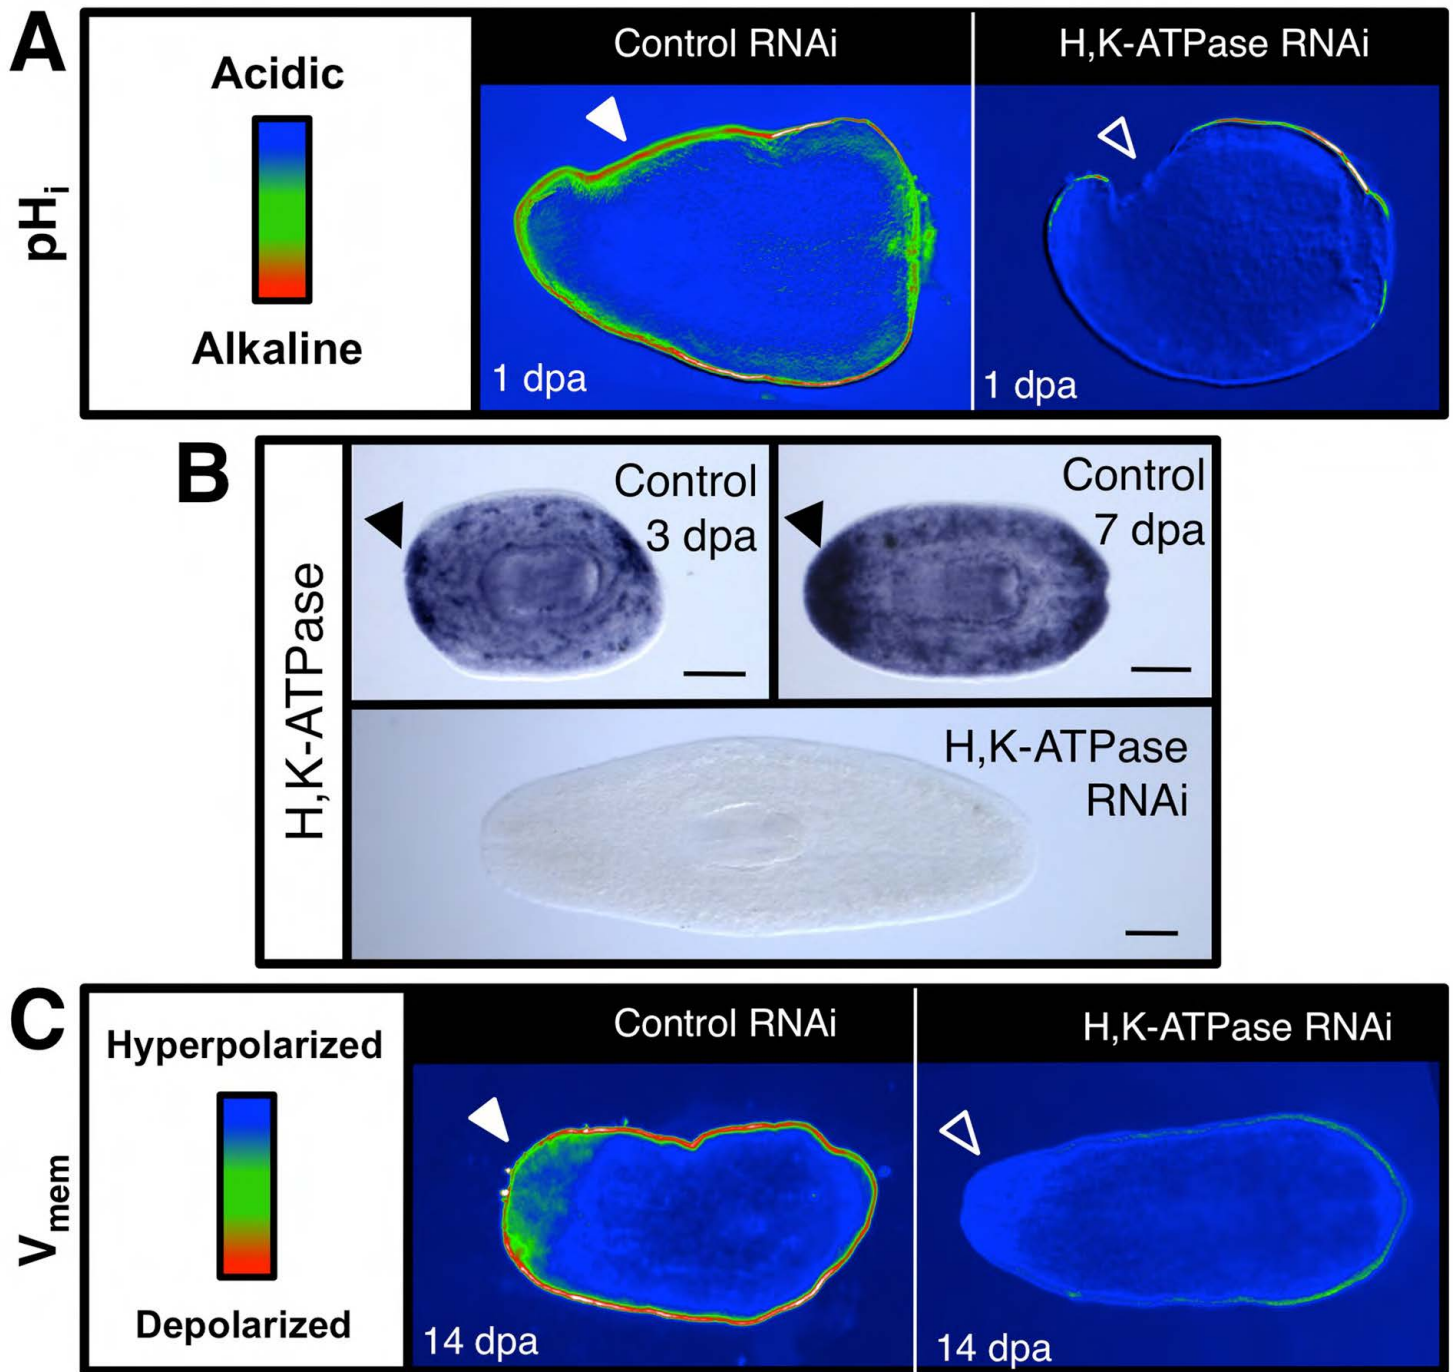 A
Acidic
Alkaline
pHi
Control RNAi
1 dpa
H,K-ATPase RNAi
1 dpa
B
H,K-ATPase
Control
3 dpa
Control
7 dpa
H,K-ATPase
RNAi
C
Hyperpolarized
Depolarized
Vmem
Control RNAi
14 dpa
H,K-ATPase RNAi
14 dpa